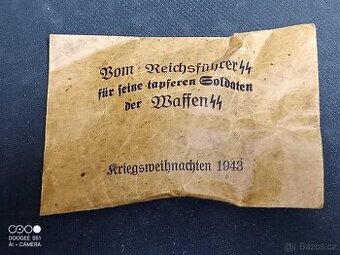 Vom Reichsführer SS
für seine tapferen Soldaten
der Waffen SS
Kriegsweihnachten 1943
DOOGEE S51
AI • CAMERA
Bazos.cz